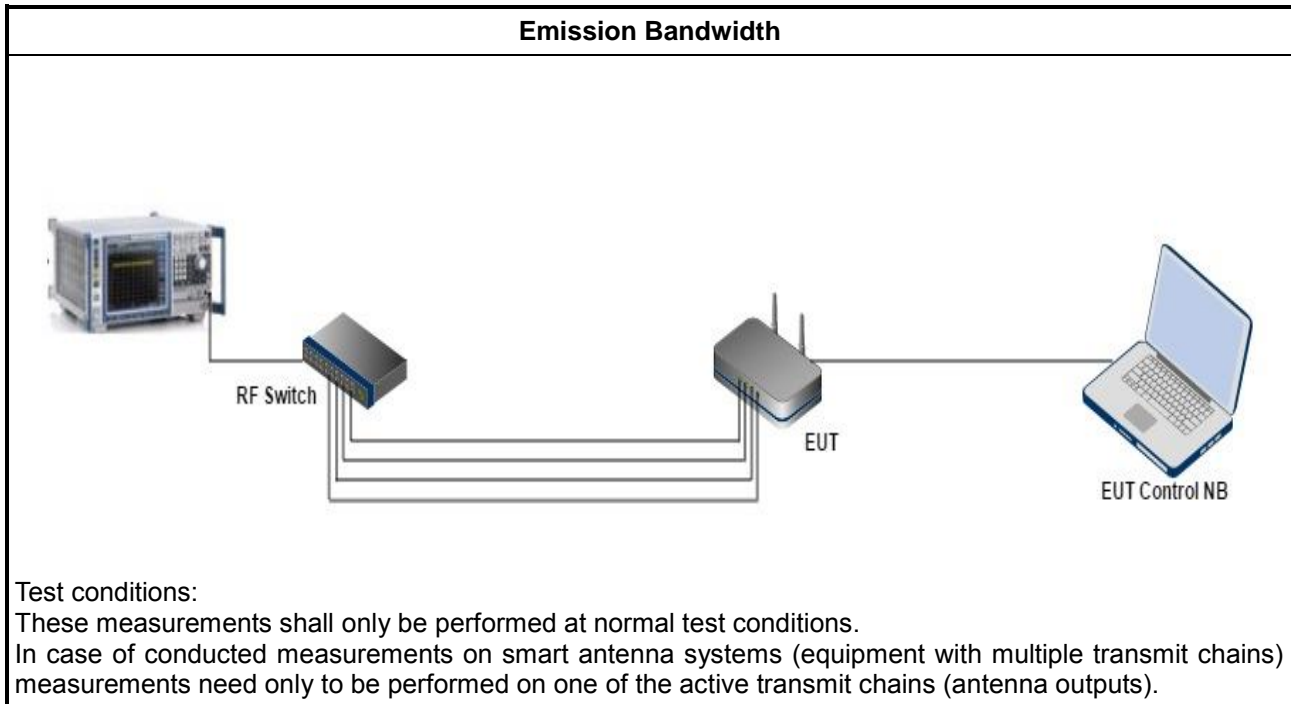 Emission Bandwidth
RF Switch
EUT
EUT Control NB
Test conditions:
These measurements shall only be performed at normal test conditions.
In case of conducted measurements on smart antenna systems (equipment with multiple transmit chains)
measurements need only to be performed on one of the active transmit chains (antenna outputs).